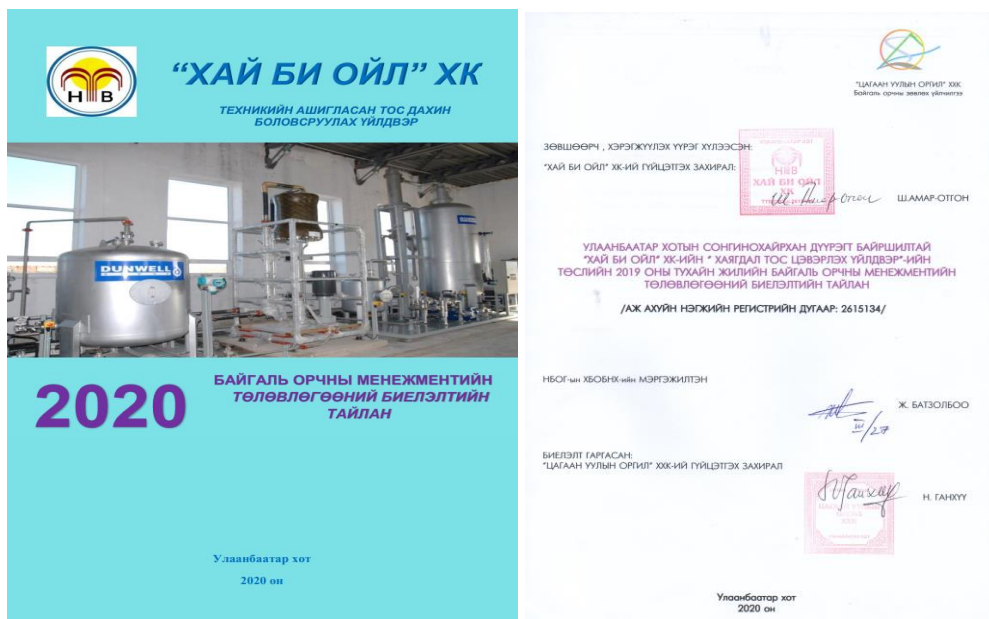 “ХАЙ БИ ОЙЛ” ХК
Н В
ТЕХНИКИЙН АШИГЛАСАН ТОС ДАХИН
БОЛОВСРУУЛАХ ҮЙЛДВЭР
DUNWELL
2020
БАЙГАЛЬ ОРЧНЫ МЕНЕЖМЕНТИЙН
ТӨЛӨВЛӨГӨӨНИЙ БИЕЛЭЛТИЙН
ТАЙЛАН
Улаанбаатар хот
2020 он
“ЦАГААН УУЛЫН ОРГИЛ” ХХК
Байгаль орчны зөвлөх үйлчилгээ
ЗӨВШӨӨРЧ , ХЭРЭГЖҮҮЛЭХ ҮҮРЭГ ХҮЛЭЭСЭН:
“ХАЙ БИ ОЙЛ” ХК-ИЙ ГҮЙЦЭТГЭХ ЗАХИРАЛ:
Н В
ХАЙ БИ ОЙЛ
ХК
Ш.АМАР-ОТГОН
УЛААНБААТАР ХОТЫН СОНГИНОХАЙРХАН ДҮҮРЭГТ БАЙРШИЛТАЙ
“ХАЙ БИ ОЙЛ” ХК-ИЙН “ ХАЯГДАЛ ТОС ЦЭВЭРЛЭХ ҮЙЛДВЭР”-ИЙН
ТӨСЛИЙН 2019 ОНЫ ТУХАЙН ЖИЛИЙН БАЙГАЛЬ ОРЧНЫ МЕНЕЖМЕНТИЙН
ТӨЛӨВЛӨГӨӨНИЙ БИЕЛЭЛТИЙН ТАЙЛАН
/АЖ АХУЙН НЭГЖИЙН РЕГИСТРИЙН ДУГААР: 2615134/
НБОГ-ын ХБОБНХ-ийн МЭРГЭЖИЛТЭН
Ж. БАТЗОЛБОО
III/27
БИЕЛЭЛТ ГАРГАСАН:
“ЦАГААН УУЛЫН ОРГИЛ” ХХК-ИЙ ГҮЙЦЭТГЭХ ЗАХИРАЛ
Н. ГАНХҮҮ
Улаанбаатар хот
2020 он